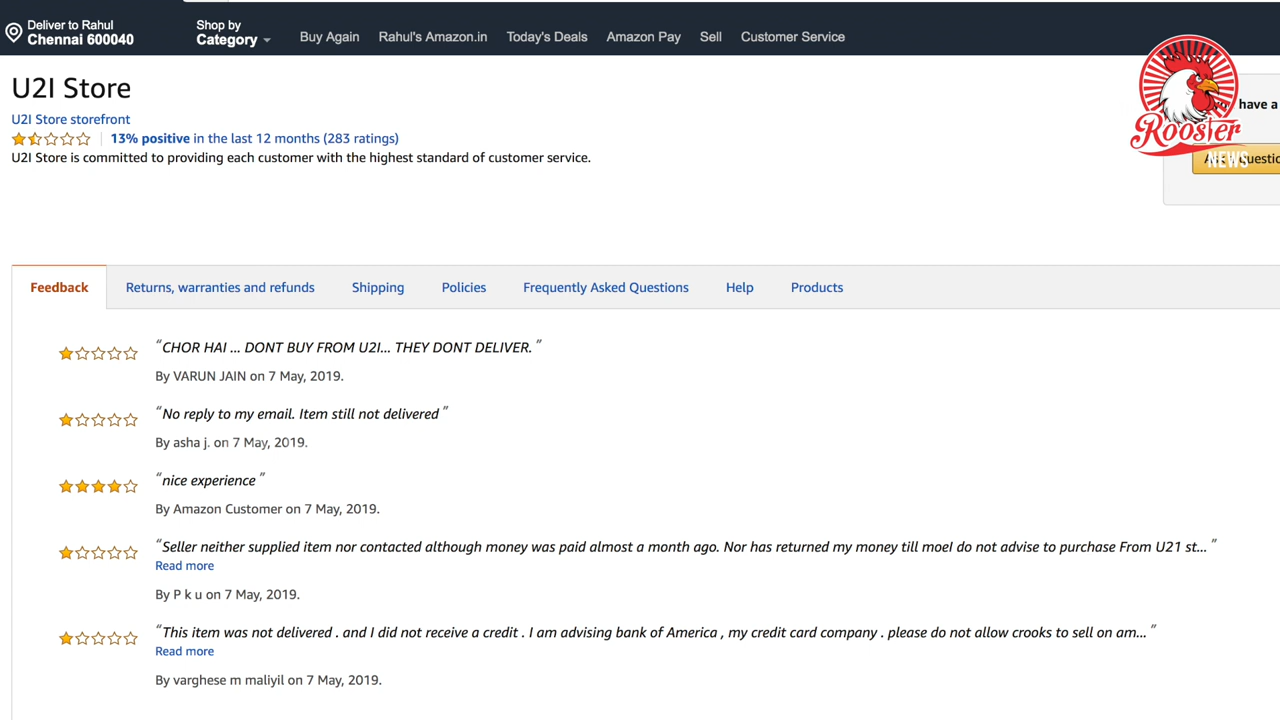 Deliver to Rahul
Chennai 600040
Shop by
Category
Buy Again Rahul's Amazon.in Today's Deals Amazon Pay Sell Customer Service
U2I Store
U2I Store storefront
13% positive in the last 12 months (283 ratings)
U2I Store is committed to providing each customer with the highest standard of customer service.
have a
Rooster
NEWS
Feedback Returns, warranties and refunds Shipping Policies Frequently Asked Questions Help Products
“CHOR HAI ... DONT BUY FROM U2I... THEY DONT DELIVER. ”
By VARUN JAIN on 7 May, 2019.
“No reply to my email. Item still not delivered ”
By asha j. on 7 May, 2019.
“nice experience ”
By Amazon Customer on 7 May, 2019.
“Seller neither supplied item nor contacted although money was paid almost a month ago. Nor has returned my money till moeI do not advise to purchase From U21 st... ”
Read more
By P k u on 7 May, 2019.
“This item was not delivered . and I did not receive a credit . I am advising bank of America , my credit card company . please do not allow crooks to sell on am... ”
Read more
By varghese m maliyil on 7 May, 2019.